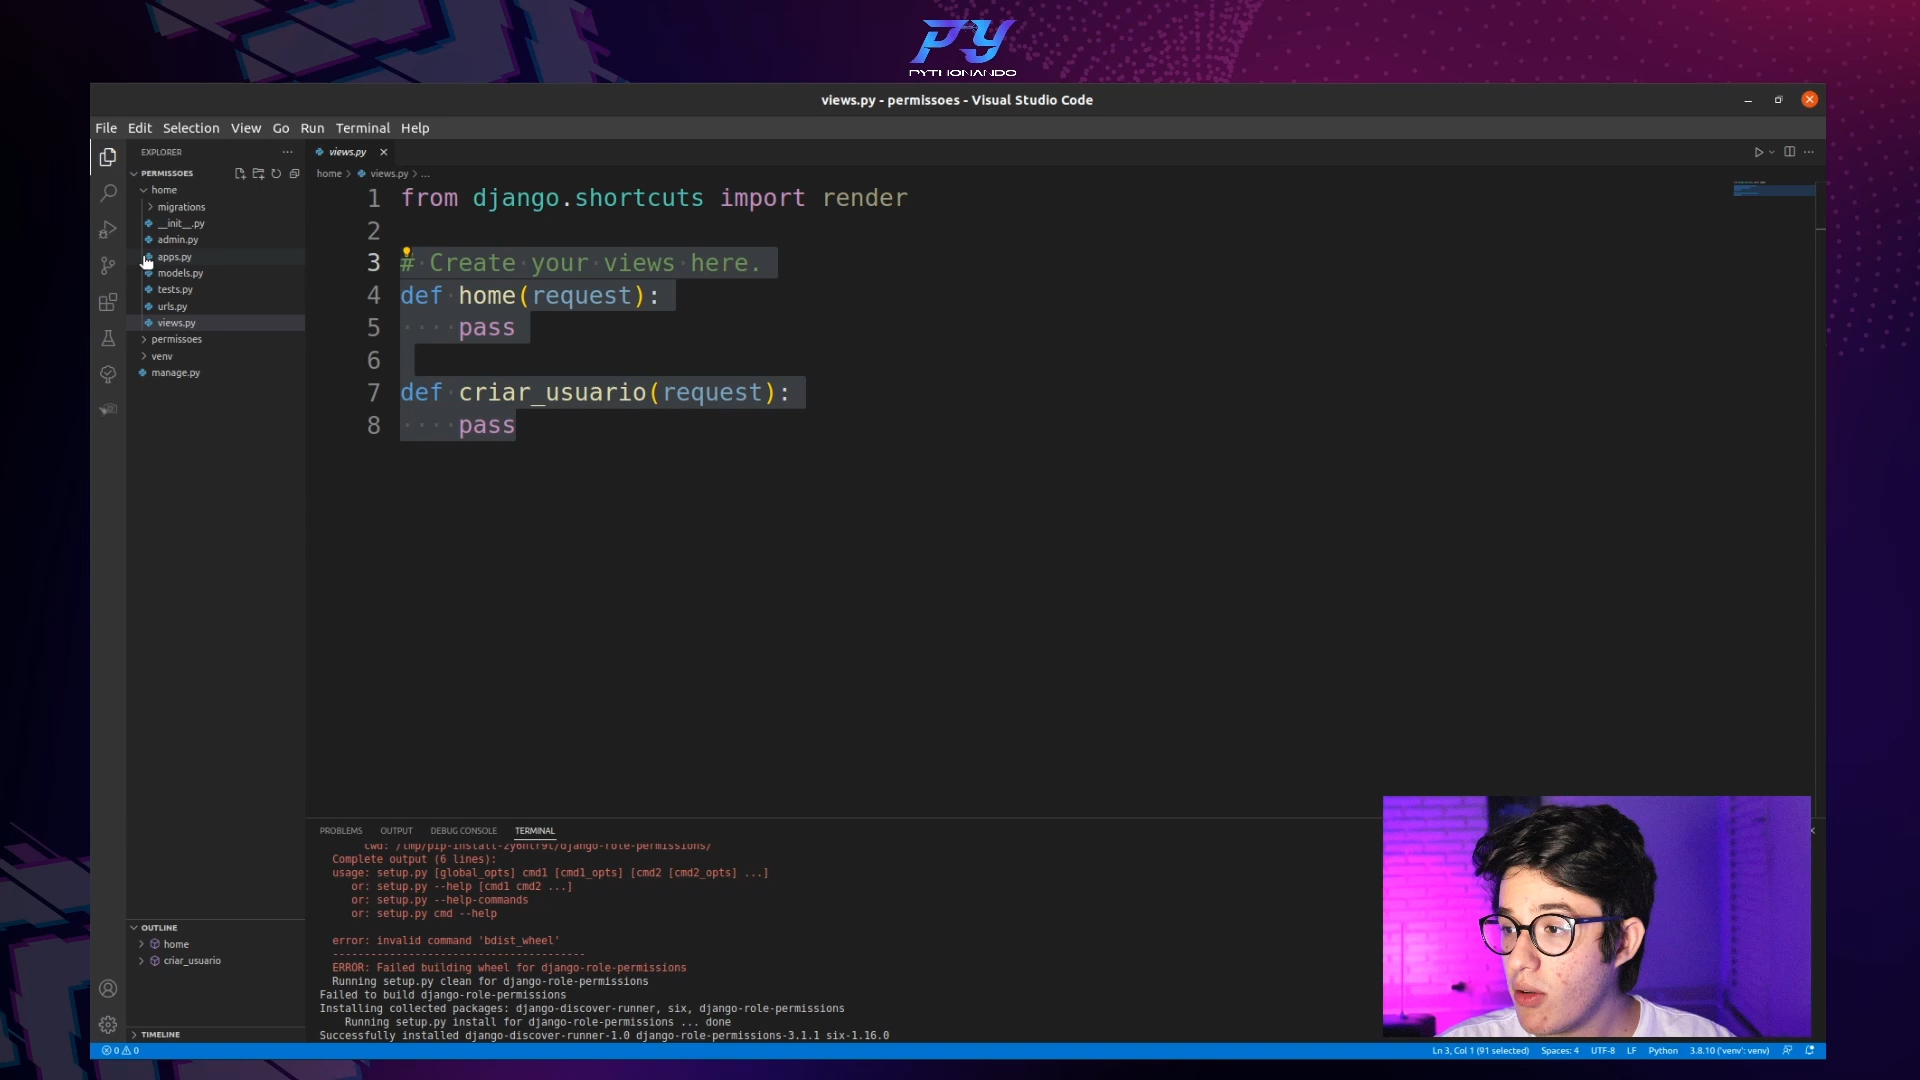 PY
PYTHONANDO
views.py - permissoes - Visual Studio Code
File Edit Selection View Go Run Terminal Help
EXPLORER
PERMISSOES
home
migrations
__init__.py
admin.py
apps.py
models.py
tests.py
urls.py
views.py
permissoes
venv
manage.py
OUTLINE
home
criar_usuario
TIMELINE
views.py
home > views.py > ...
1 from django.shortcuts import render
2
3 # Create your views here.
4 def home(request):
5 pass
6
7 def criar_usuario(request):
8 pass
PROBLEMS OUTPUT DEBUG CONSOLE TERMINAL
cwd: /tmp/pip-install-zy6ntr9t/django-role-permissions/
Complete output (6 lines):
usage: setup.py [global_opts] cmd1 [cmd1_opts] [cmd2 [cmd2_opts] ...]
or: setup.py --help [cmd1 cmd2 ...]
or: setup.py --help-commands
or: setup.py cmd --help
error: invalid command 'bdist_wheel'
----------------------------------------
ERROR: Failed building wheel for django-role-permissions
Running setup.py clean for django-role-permissions
Failed to build django-role-permissions
Installing collected packages: django-discover-runner, six, django-role-permissions
Running setup.py install for django-role-permissions ... done
Successfully installed django-discover-runner-1.0 django-role-permissions-3.1.1 six-1.16.0
0 0
Ln 3, Col 1 (91 selected) Spaces: 4 UTF-8 LF Python 3.8.10 ('venv': venv)